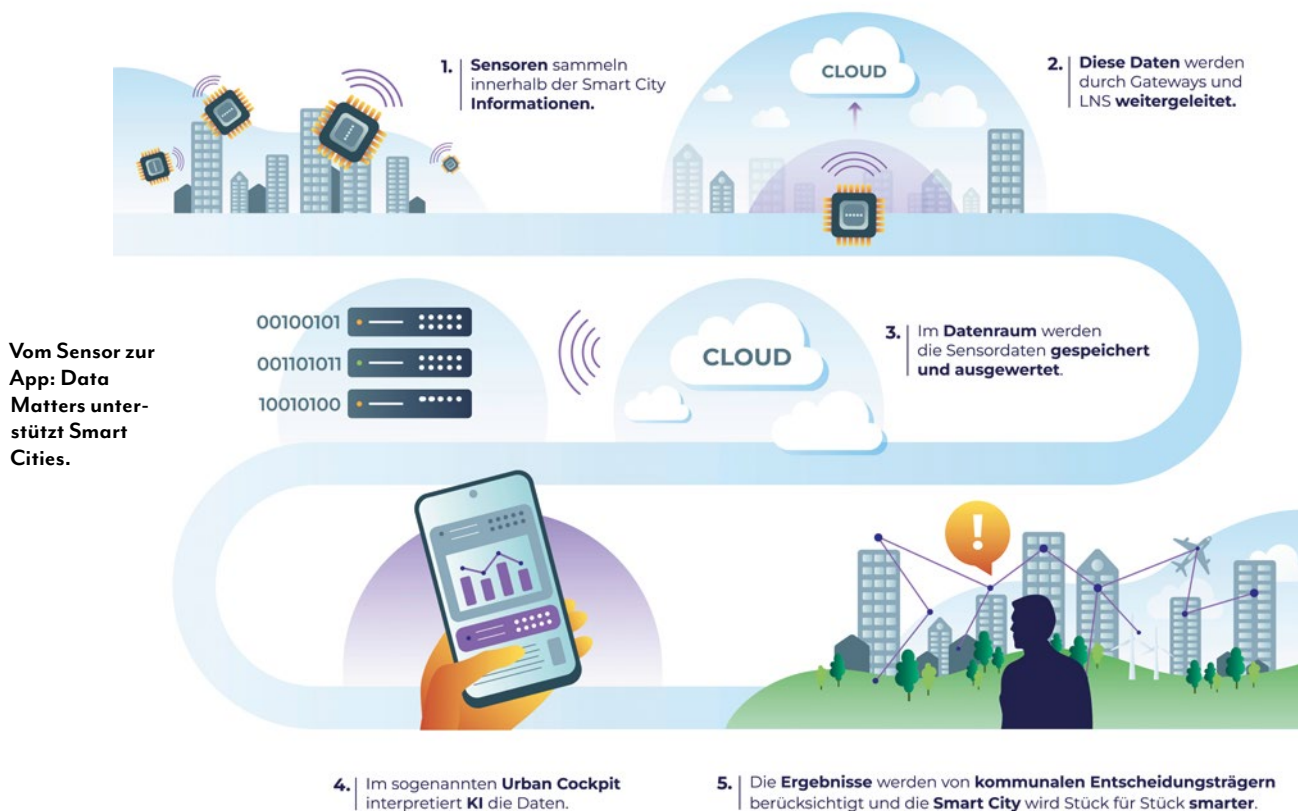 1. Sensoren sammeln
innerhalb der Smart City
Informationen.
CLOUD
2. Diese Daten werden
durch Gateways und
LNS weitergeleitet.
Vom Sensor zur
App: Data
Matters unter-
stützt Smart
Cities.
00100101
001101011
10010100
CLOUD
3. Im Datenraum werden
die Sensordaten gespeichert
und ausgewertet.
!
4. Im sogenannten Urban Cockpit
interpretiert KI die Daten.
5. Die Ergebnisse werden von kommunalen Entscheidungsträgern
berücksichtigt und die Smart City wird Stück für Stück smarter.